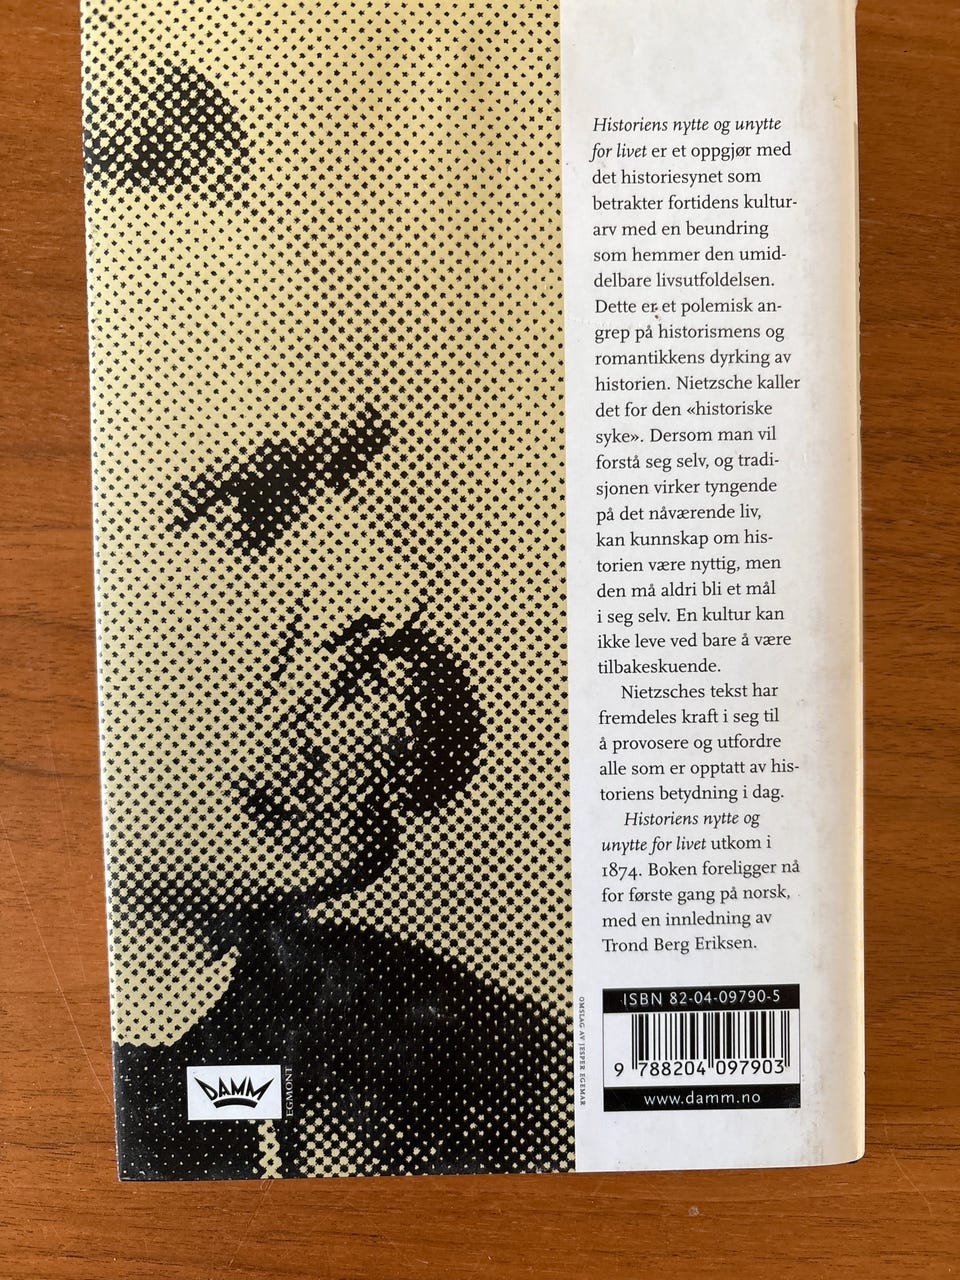 Historiens nytte og unytte
for livet er et oppgjør med
det historiesynet som
betrakter fortidens kultur-
arv med en beundring
som hemmer den umid-
delbare livsutfoldelsen.
Dette er et polemisk an-
grep på historismens og
romantikkens dyrking av
historien. Nietzsche kaller
det for den «historiske
syke». Dersom man vil
forstå seg selv, og tradi-
sjonen virker tyngende
på det nåværende liv,
kan kunnskap om his-
torien være nyttig, men
den må aldri bli et mål
i seg selv. En kultur kan
ikke leve ved bare å være
tilbakeskuende.
Nietzsches tekst har
fremdeles kraft i seg til
å provosere og utfordre
alle som er opptatt av his-
toriens betydning i dag.
Historiens nytte og
unytte for livet utkom i
1874. Boken foreligger nå
for første gang på norsk,
med en innledning av
Trond Berg Eriksen.
ISBN 82-04-09790-5
9 788204 097903
www.damm.no
OMSLAG AV JESPER EGEMAR
DAMM
EGMONT